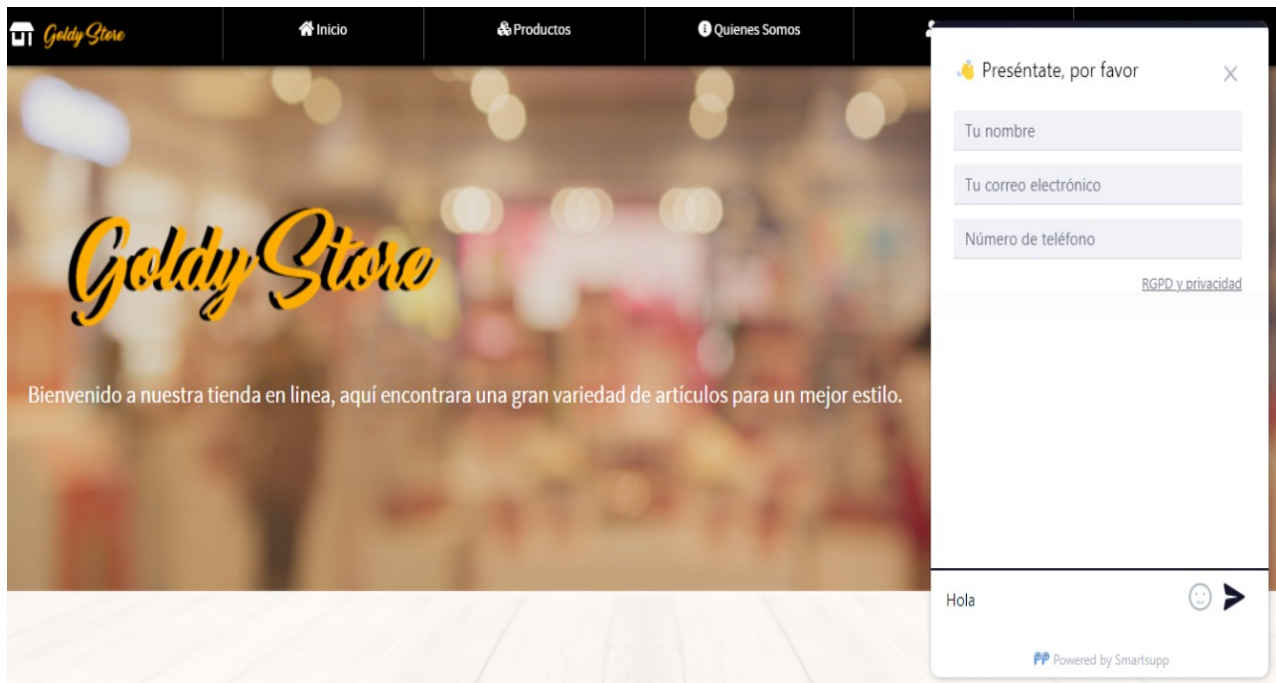 Goldy Store
Inicio
Productos
Quienes Somos
Goldy Store
Bienvenido a nuestra tienda en linea, aquí encontrara una gran variedad de artículos para un mejor estilo.
Preséntate, por favor
Tu nombre
Tu correo electrónico
Número de teléfono
RGPD y privacidad
Hola
Powered by Smartsupp